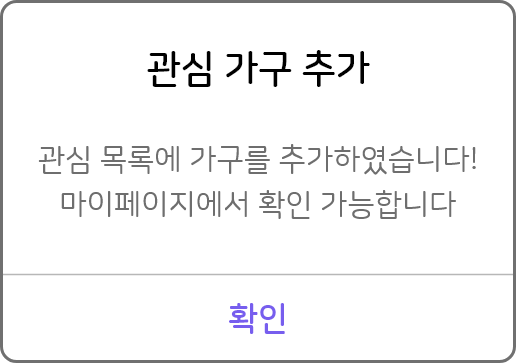 관심 가구 추가
관심 목록에 가구를 추가하였습니다!
마이페이지에서 확인 가능합니다
확인